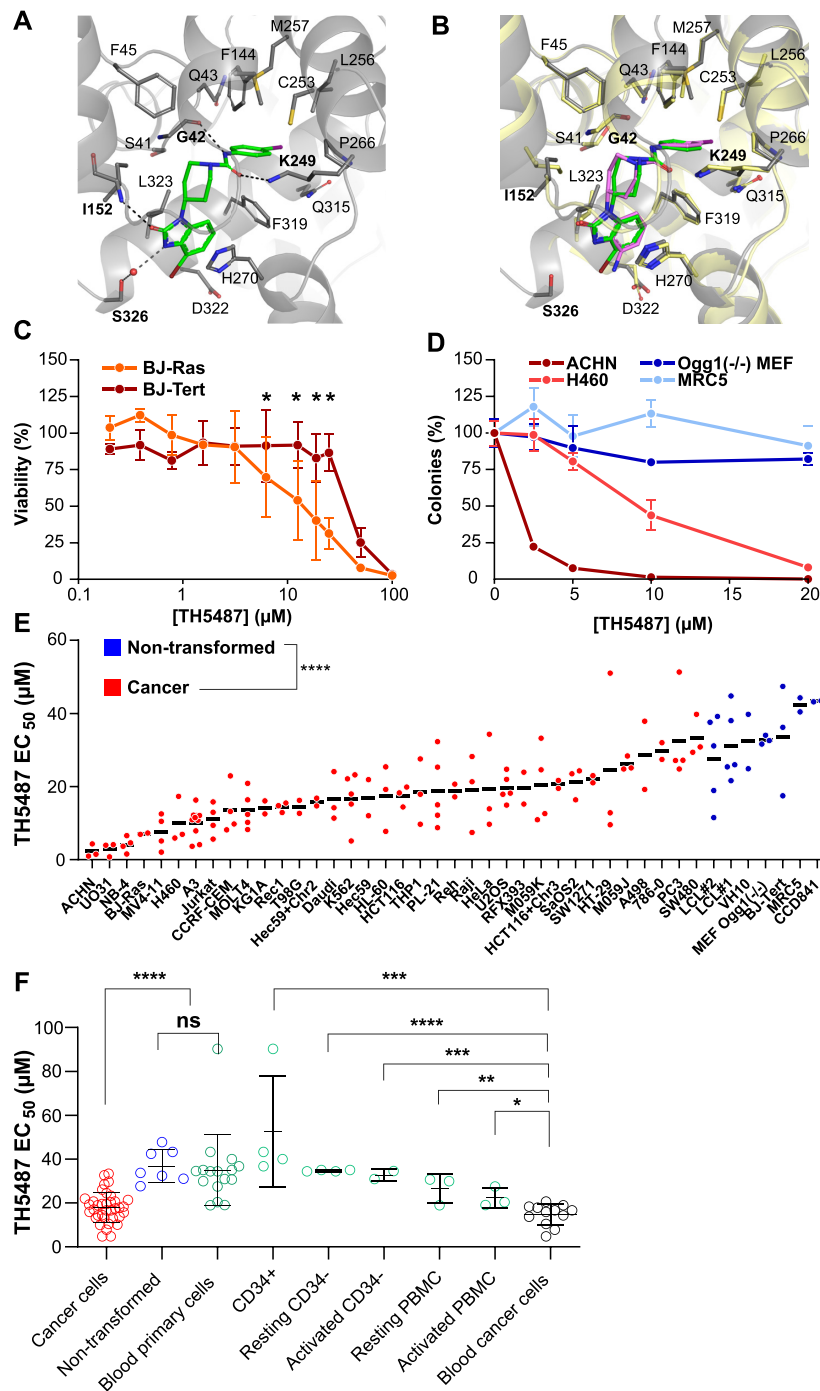 A
F45
M257
F144
L256
Q43
C253
S41
G42
P266
K249
I152
L323
Q315
F319
H270
S326
D322
B
F45
M257
F144
L256
Q43
C253
S41
G42
P266
K249
L323
I152
Q315
F319
H270
S326
D322
C
150
125
100
75
50
25
0
Viability (%)
BJ-Ras
BJ-Tert
* * * *
0.1 1 10 100
[TH5487] (µM)
D
150
125
100
75
50
25
0
Colonies (%)
ACHN
H460
Ogg1(-/-) MEF
MRC5
0 5 10 15 20
[TH5487] (µM)
E
60
40
20
0
TH5487 EC50 (µM)
Non-transformed
Cancer
****
ACHN
UO31
NB-4
BJ-Ras
MV4-11
H460
A3
Jurkat
CCRF-CEM
MOLT4
KG1A
Rec1
T98G
Hec59+Chr2
Daudi
K562
Hec59
HL-60
HCT116
THP1
PL-21
Reh
Raji
HeLa
U2OS
RFX393
M059K
HCT116+Chr3
SaOS2
SW1271
HT-29
M059J
A498
786-0
PC3
SW480
LCL#2
LCL#1
VH10
MEF Ogg1(-/-)
BJ-Tert
MRC5
CCD841
F
100
80
60
40
20
0
TH5487 EC50 (µM)
****
ns
***
****
***
**
*
Cancer cells
Non-transformed
Blood primary cells
CD34+
Resting CD34-
Activated CD34-
Resting PBMC
Activated PBMC
Blood cancer cells